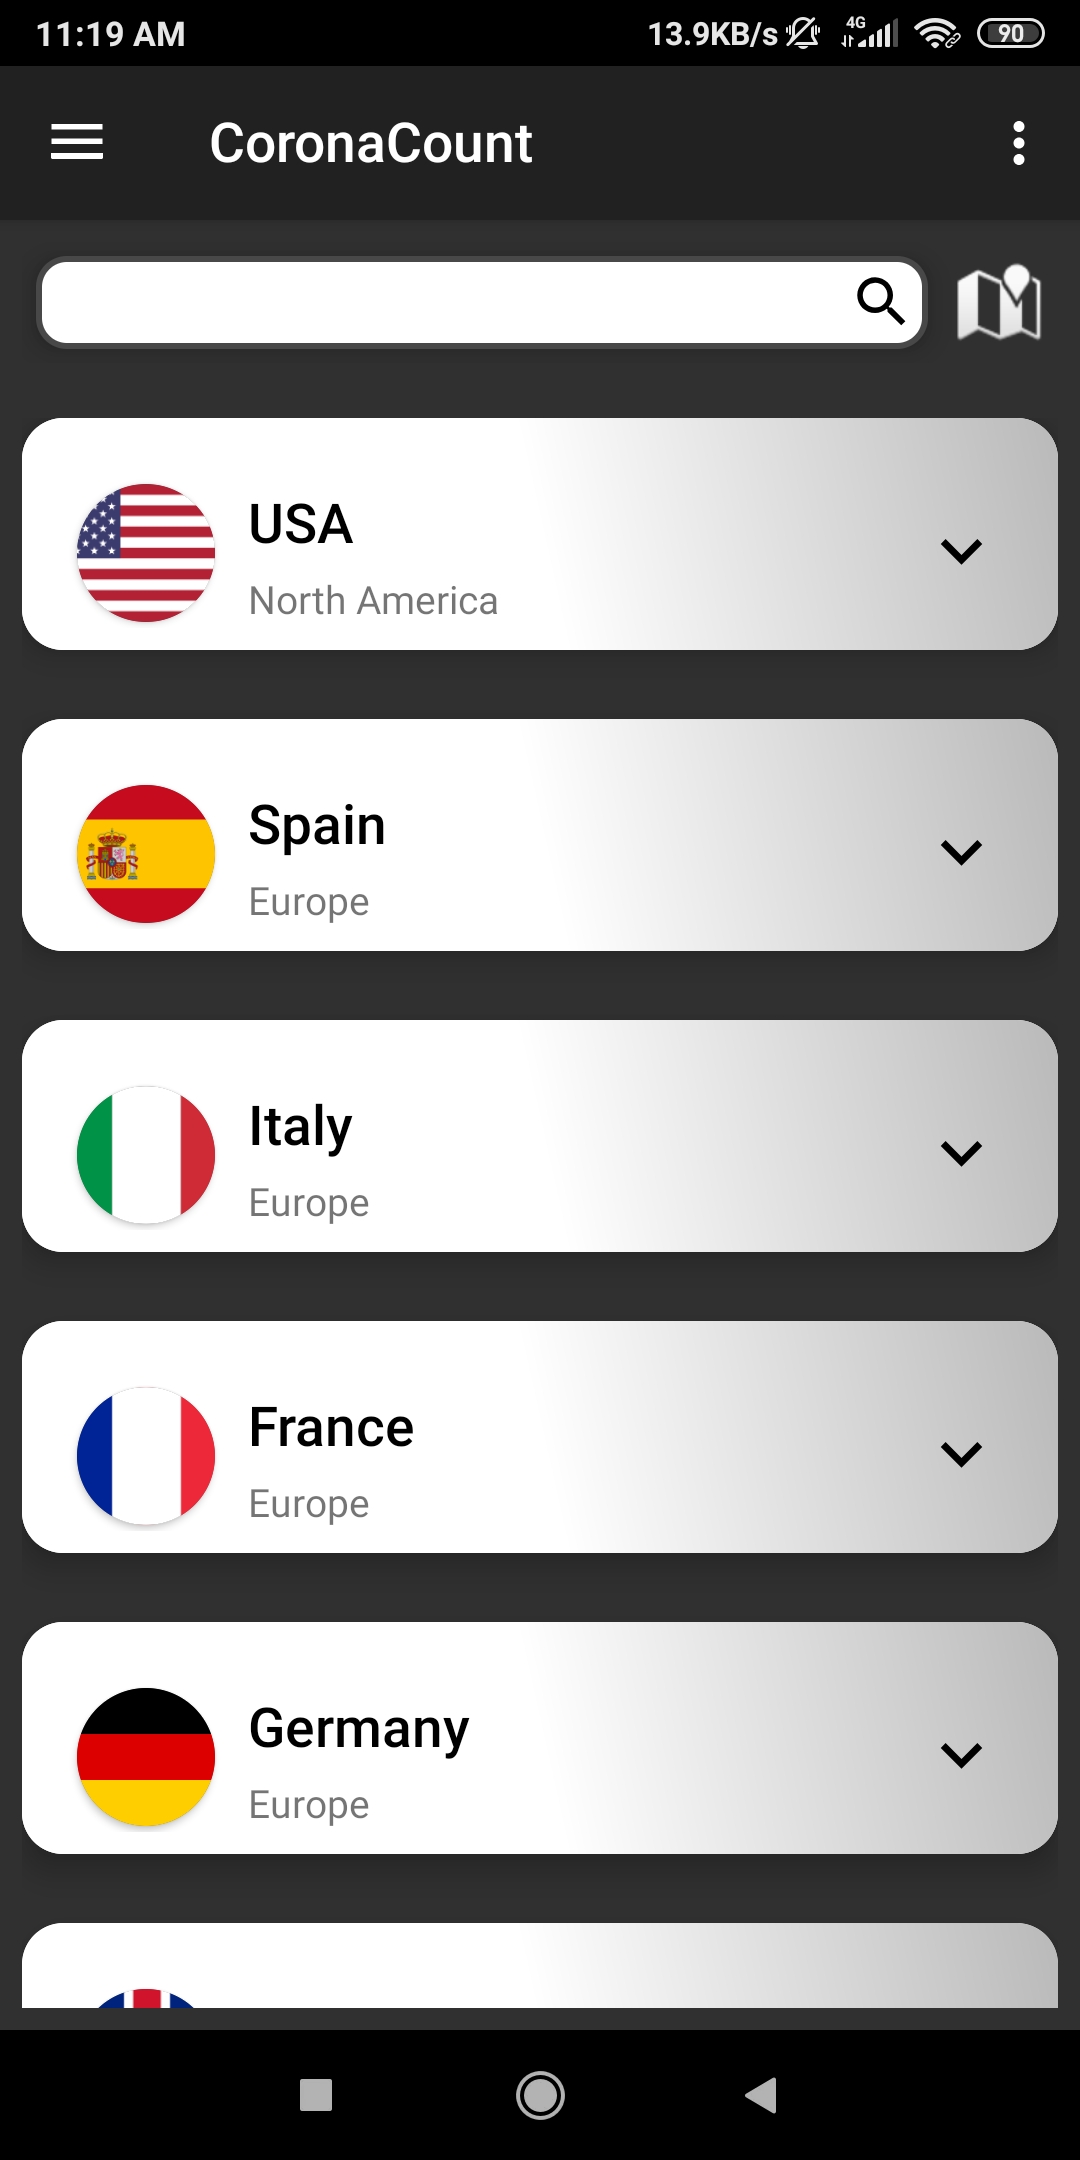 11:19 AM 13.9KB/s 4G 90
CoronaCount
USA
North America
Spain
Europe
Italy
Europe
France
Europe
Germany
Europe